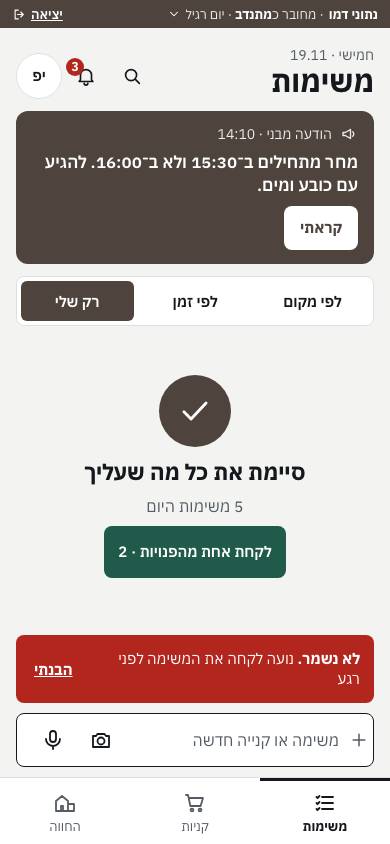 נתוני דמו · מחובר כמתנדב · יום רגיל
יציאה
חמישי · 19.11
משימות
3
יפ
הודעה מבני · 14:10
מחר מתחילים ב־15:30 ולא ב־16:00. להגיע
עם כובע ומים.
קראתי
לפי מקום
לפי זמן
רק שלי
סיימת את כל מה שעליך
5 משימות היום
לקחת אחת מהפנויות · 2
לא נשמר. נועה לקחה את המשימה לפני
רגע
הבנתי
משימה או קנייה חדשה
משימות
קניות
החווה